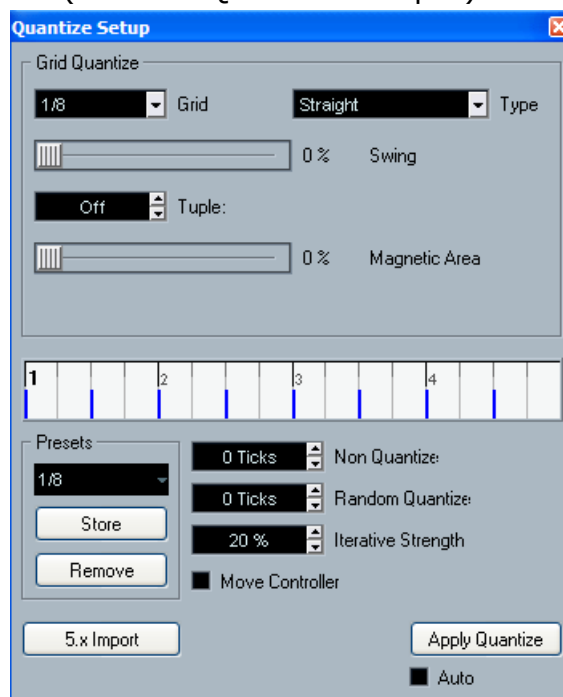 Quantize Setup
Grid Quantize
1/8 Grid Straight Type
0 % Swing
Off Tuple:
0 % Magnetic Area
1 2 3 4
Presets
1/8
Store
Remove
0 Ticks Non Quantize:
0 Ticks Random Quantize:
20 % Iterative Strength
Move Controller
5.x Import Apply Quantize
Auto